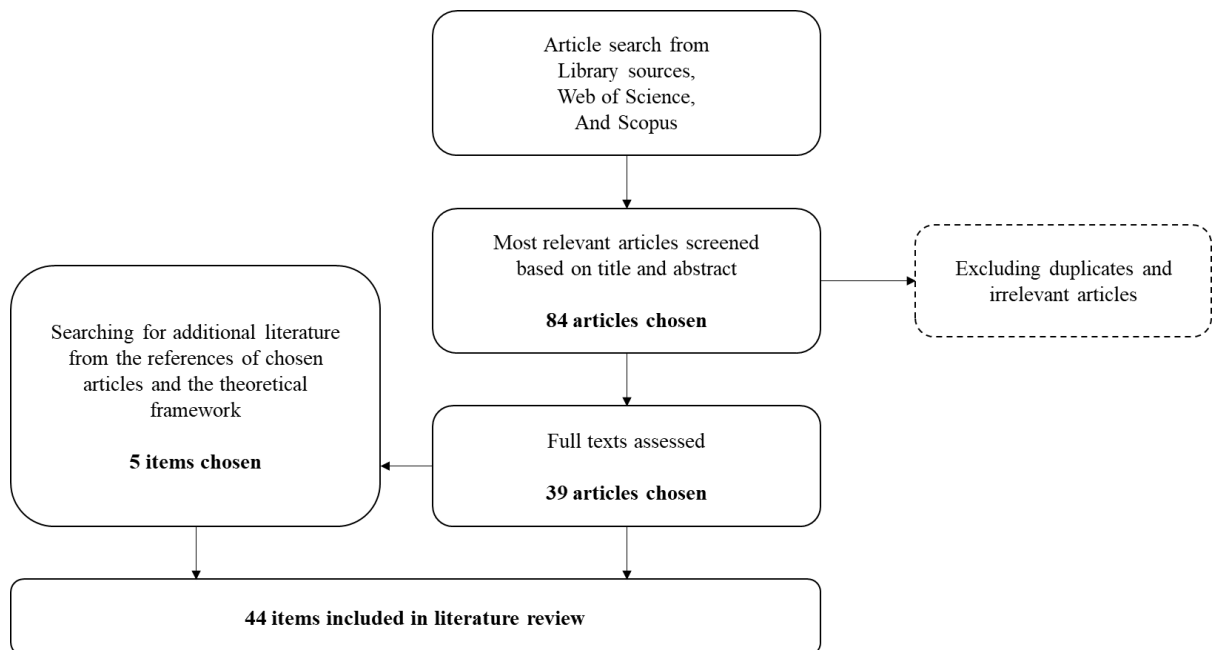 Article search from
Library sources,
Web of Science,
And Scopus
Most relevant articles screened
based on title and abstract
84 articles chosen
Excluding duplicates and
irrelevant articles
Searching for additional literature
from the references of chosen
articles and the theoretical
framework
5 items chosen
Full texts assessed
39 articles chosen
44 items included in literature review